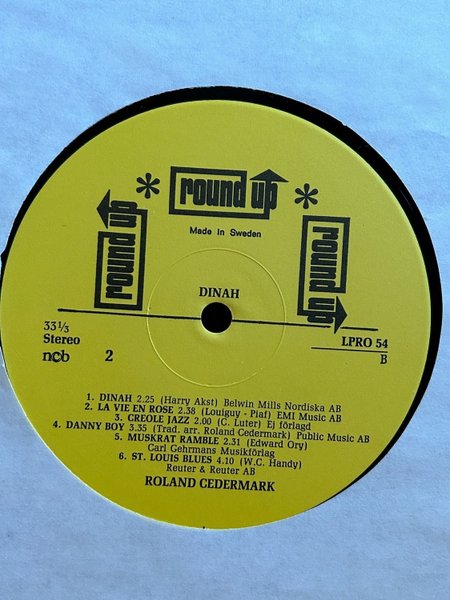 round up
round up
round up
Made In Sweden
DINAH
33 1/3
Stereo
ncb
2
LPRO 54
B
1. DINAH 2.25 (Harry Akst) Belwin Mills Nordiska AB
2. LA VIE EN ROSE 2.38 (Louiguy - Piaf) EMI Music AB
3. CREOLE JAZZ 2.00 (C. Luter) Ej förlagd
4. DANNY BOY 3.35 (Trad. arr. Roland Cedermark) Public Music AB
5. MUSKRAT RAMBLE 2.31 (Edward Ory)
Carl Gehrmans Musikförlag
6. ST. LOUIS BLUES 4.10 (W.C. Handy)
Reuter & Reuter AB
ROLAND CEDERMARK